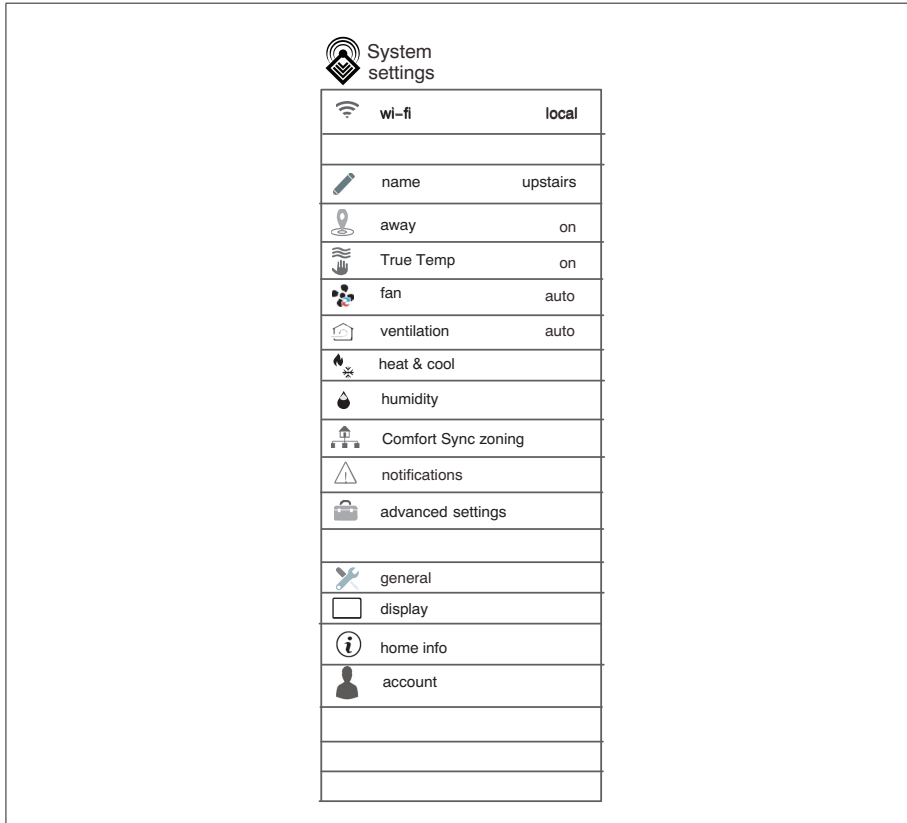 System
settings
wi-fi local
name upstairs
away on
True Temp on
fan auto
ventilation auto
heat & cool
humidity
Comfort Sync zoning
notifications
advanced settings
general
display
home info
account